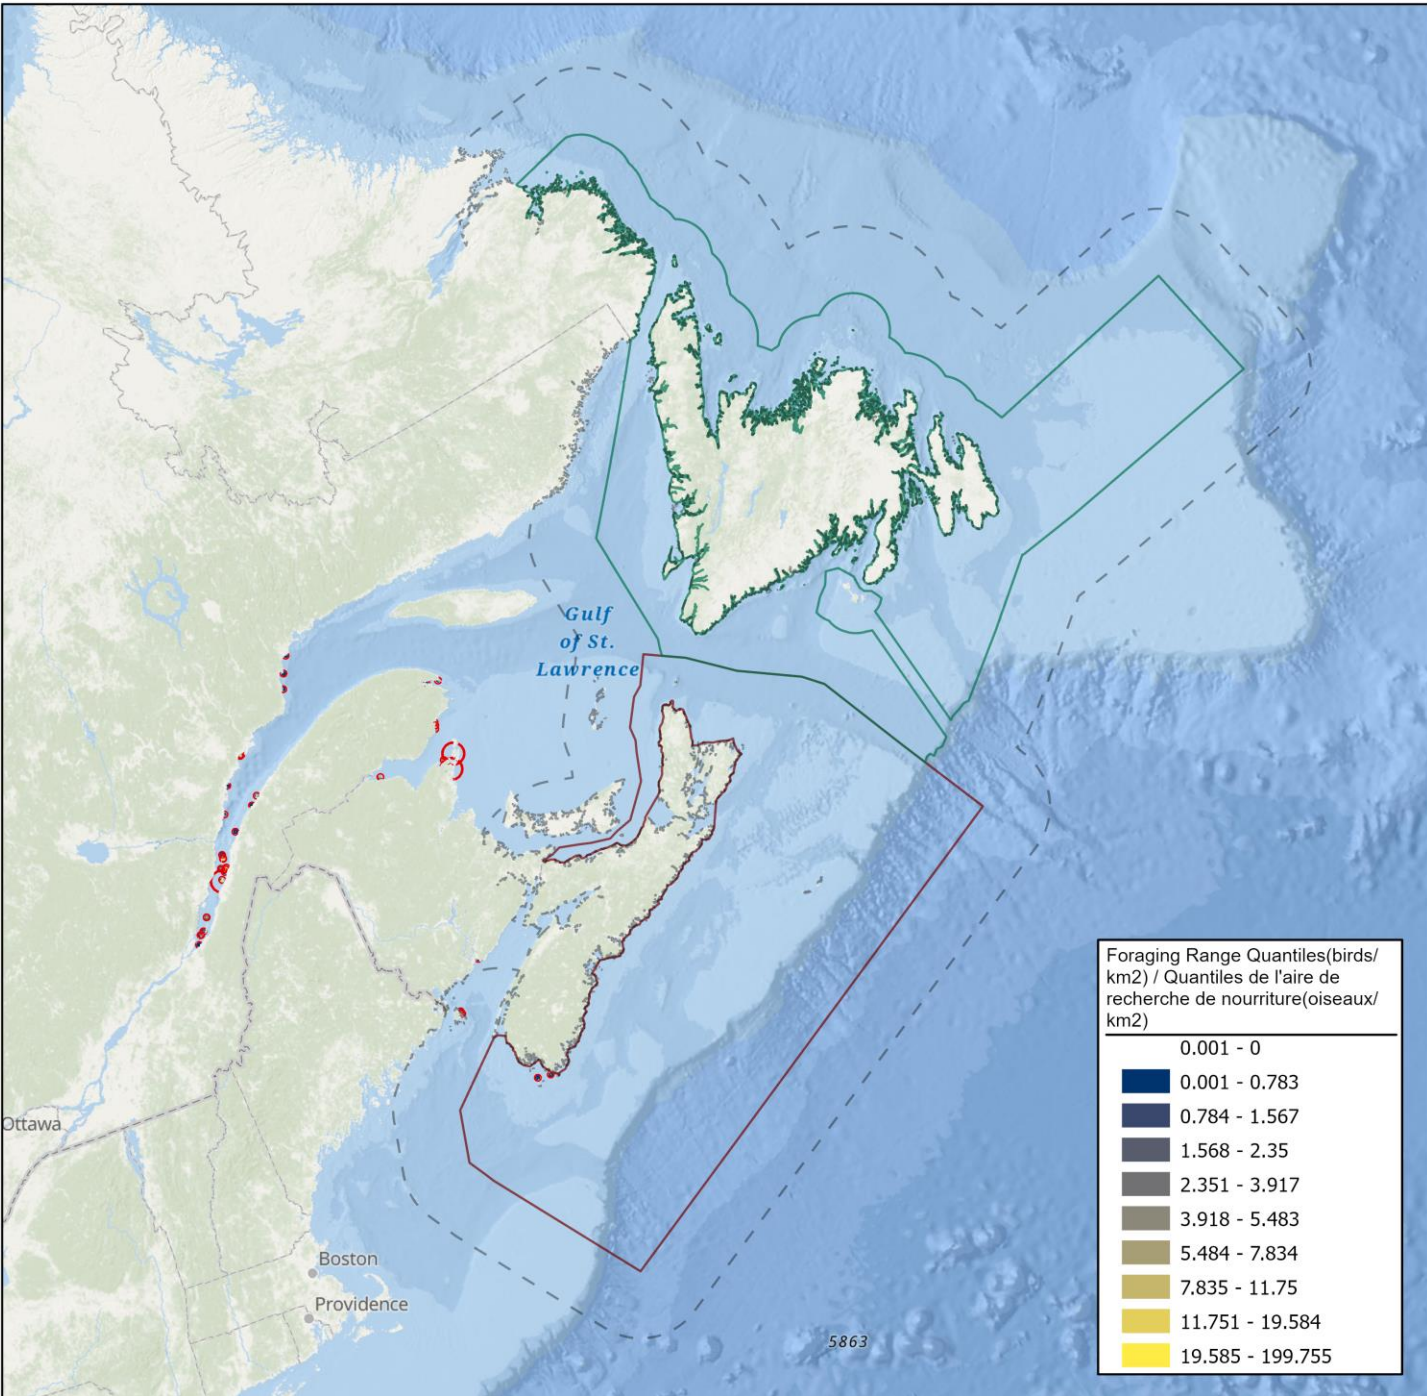 Gulf
of St.
Lawrence
Ottawa
Boston
Providence
5863
Foraging Range Quantiles(birds/
km2) / Quantiles de l'aire de
recherche de nourriture(oiseaux/
km2)
0.001 - 0
0.001 - 0.783
0.784 - 1.567
1.568 - 2.35
2.351 - 3.917
3.918 - 5.483
5.484 - 7.834
7.835 - 11.75
11.751 - 19.584
19.585 - 199.755